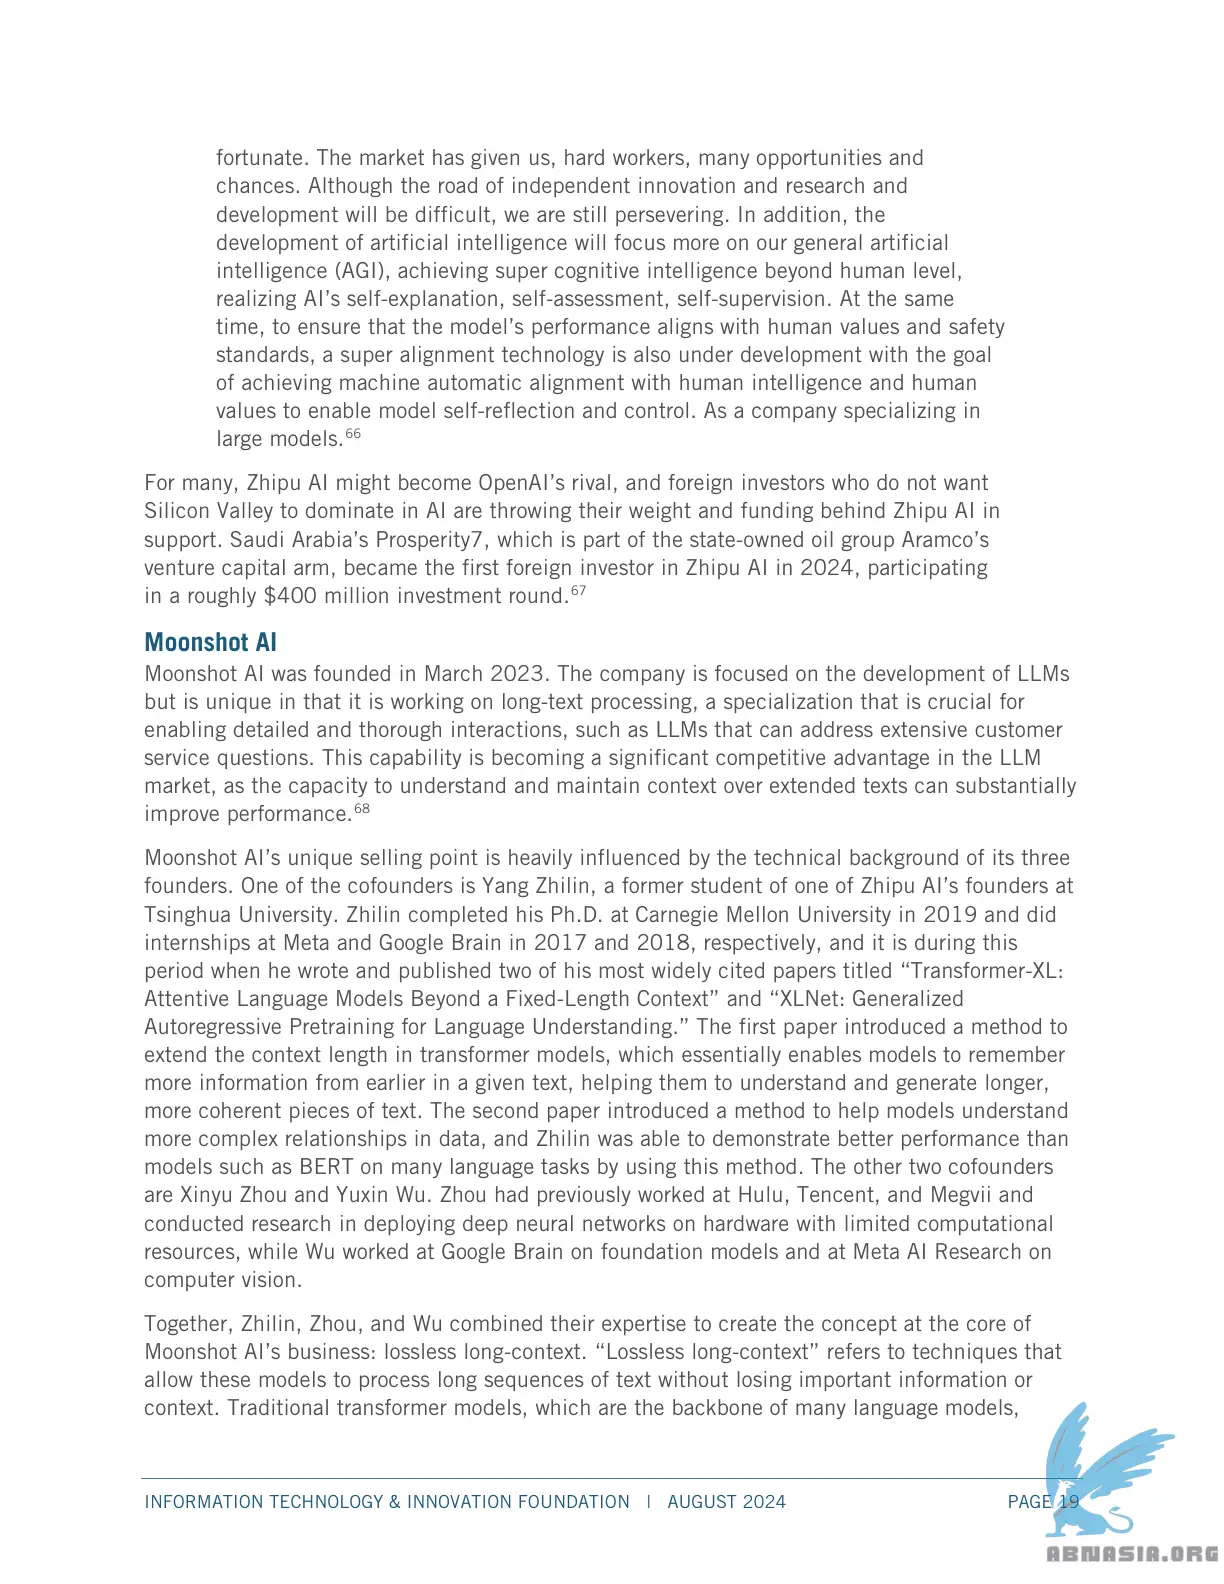 fortunate. The market has given us, hard workers, many opportunities and
chances. Although the road of independent innovation and research and
development will be difficult, we are still persevering. In addition, the
development of artificial intelligence will focus more on our general artificial
intelligence (AGI), achieving super cognitive intelligence beyond human level,
realizing AI’s self-explanation, self-assessment, self-supervision. At the same
time, to ensure that the model’s performance aligns with human values and safety
standards, a super alignment technology is also under development with the goal
of achieving machine automatic alignment with human intelligence and human
values to enable model self-reflection and control. As a company specializing in
large models.66
For many, Zhipu AI might become OpenAI’s rival, and foreign investors who do not want
Silicon Valley to dominate in AI are throwing their weight and funding behind Zhipu AI in
support. Saudi Arabia’s Prosperity7, which is part of the state-owned oil group Aramco’s
venture capital arm, became the first foreign investor in Zhipu AI in 2024, participating
in a roughly $400 million investment round.67
Moonshot AI
Moonshot AI was founded in March 2023. The company is focused on the development of LLMs
but is unique in that it is working on long-text processing, a specialization that is crucial for
enabling detailed and thorough interactions, such as LLMs that can address extensive customer
service questions. This capability is becoming a significant competitive advantage in the LLM
market, as the capacity to understand and maintain context over extended texts can substantially
improve performance.68
Moonshot AI’s unique selling point is heavily influenced by the technical background of its three
founders. One of the cofounders is Yang Zhilin, a former student of one of Zhipu AI’s founders at
Tsinghua University. Zhilin completed his Ph.D. at Carnegie Mellon University in 2019 and did
internships at Meta and Google Brain in 2017 and 2018, respectively, and it is during this
period when he wrote and published two of his most widely cited papers titled “Transformer-XL:
Attentive Language Models Beyond a Fixed-Length Context” and “XLNet: Generalized
Autoregressive Pretraining for Language Understanding.” The first paper introduced a method to
extend the context length in transformer models, which essentially enables models to remember
more information from earlier in a given text, helping them to understand and generate longer,
more coherent pieces of text. The second paper introduced a method to help models understand
more complex relationships in data, and Zhilin was able to demonstrate better performance than
models such as BERT on many language tasks by using this method. The other two cofounders
are Xinyu Zhou and Yuxin Wu. Zhou had previously worked at Hulu, Tencent, and Megvii and
conducted research in deploying deep neural networks on hardware with limited computational
resources, while Wu worked at Google Brain on foundation models and at Meta AI Research on
computer vision.
Together, Zhilin, Zhou, and Wu combined their expertise to create the concept at the core of
Moonshot AI’s business: lossless long-context. “Lossless long-context” refers to techniques that
allow these models to process long sequences of text without losing important information or
context. Traditional transformer models, which are the backbone of many language models,
INFORMATION TECHNOLOGY & INNOVATION FOUNDATION | AUGUST 2024 PAGE 19
ABNASIA.ORG